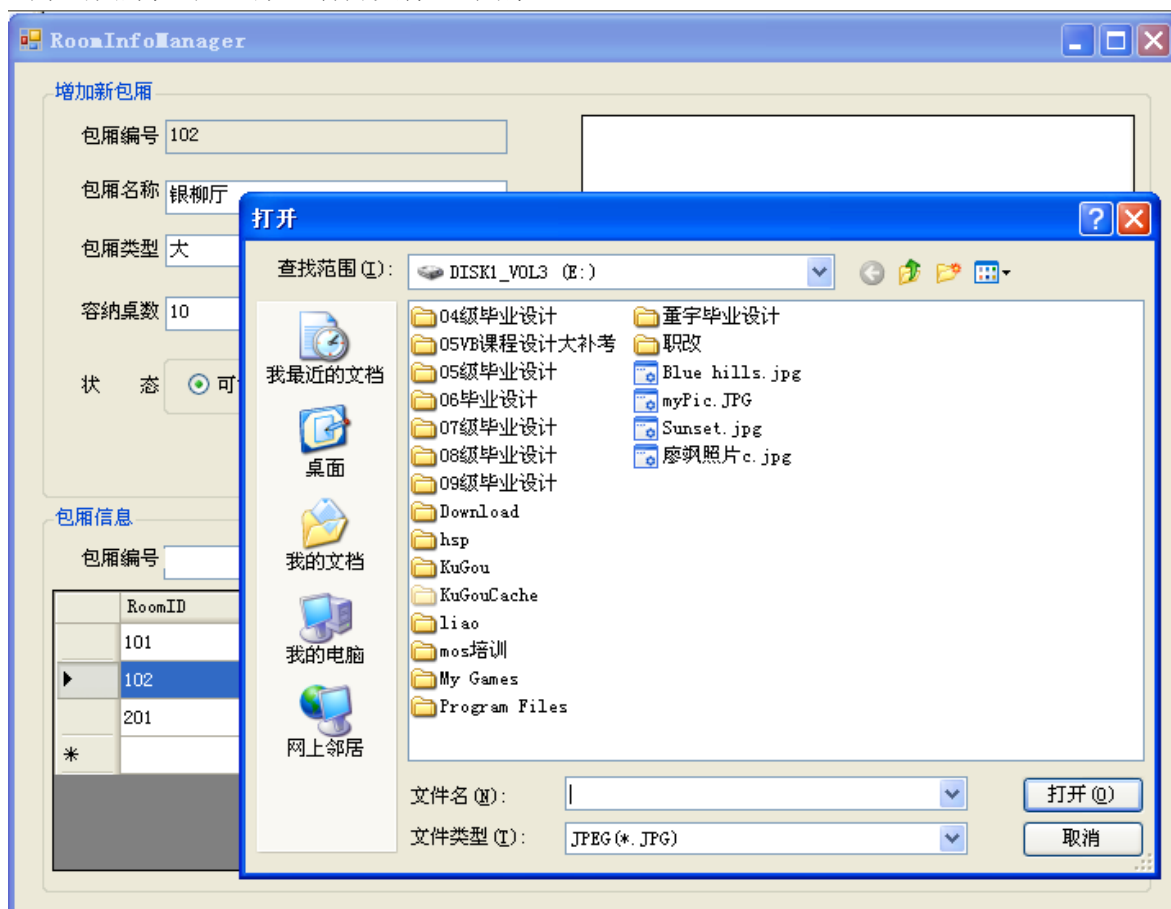 RoomInfoManager
增加新包厢
包厢编号 102
包厢名称 银柳厅
包厢类型 大
容纳桌数 10
状 态 可
包厢信息
包厢编号
RoomID
101
102
201
打开
查找范围(I): DISK1_VOL3 (E:)
我最近的文档
桌面
我的文档
我的电脑
网上邻居
04级毕业设计
05VB课程设计大补考
05级毕业设计
06毕业设计
07级毕业设计
08级毕业设计
09级毕业设计
Download
hsp
KuGou
KuGouCache
liao
mos培训
My Games
Program Files
董宇毕业设计
职改
Blue hills.jpg
myPic.JPG
Sunset.jpg
廖飒照片c.jpg
文件名(N): 打开(O)
文件类型(T): JPEG(*.JPG) 取消